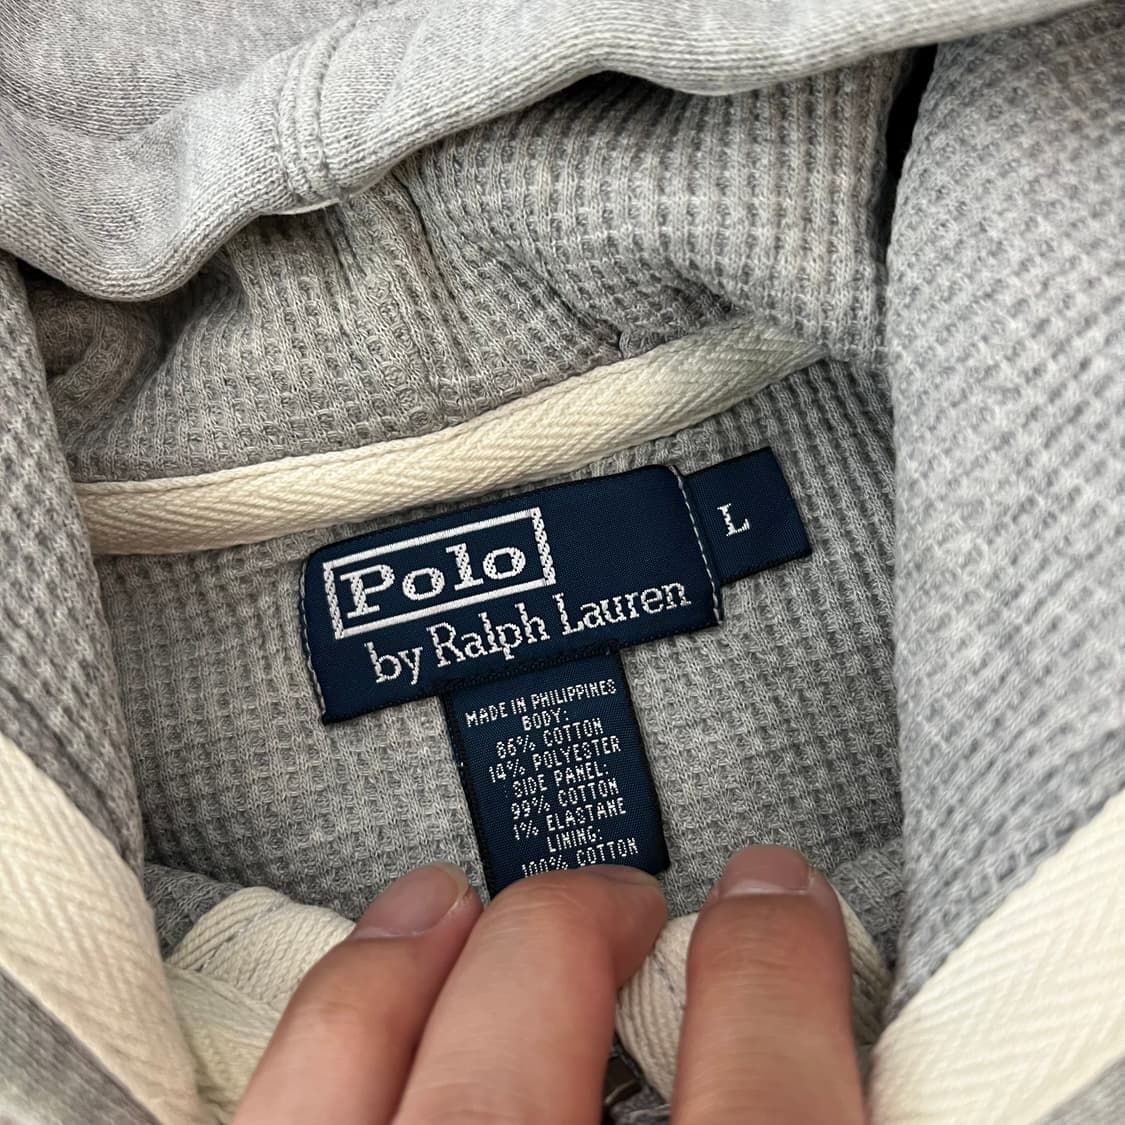 Polo
by Ralph Lauren
L
MADE IN PHILIPPINES
BODY:
86% COTTON
14% POLYESTER
SIDE PANEL:
99% COTTON
1% ELASTANE
LINING:
100% COTTON